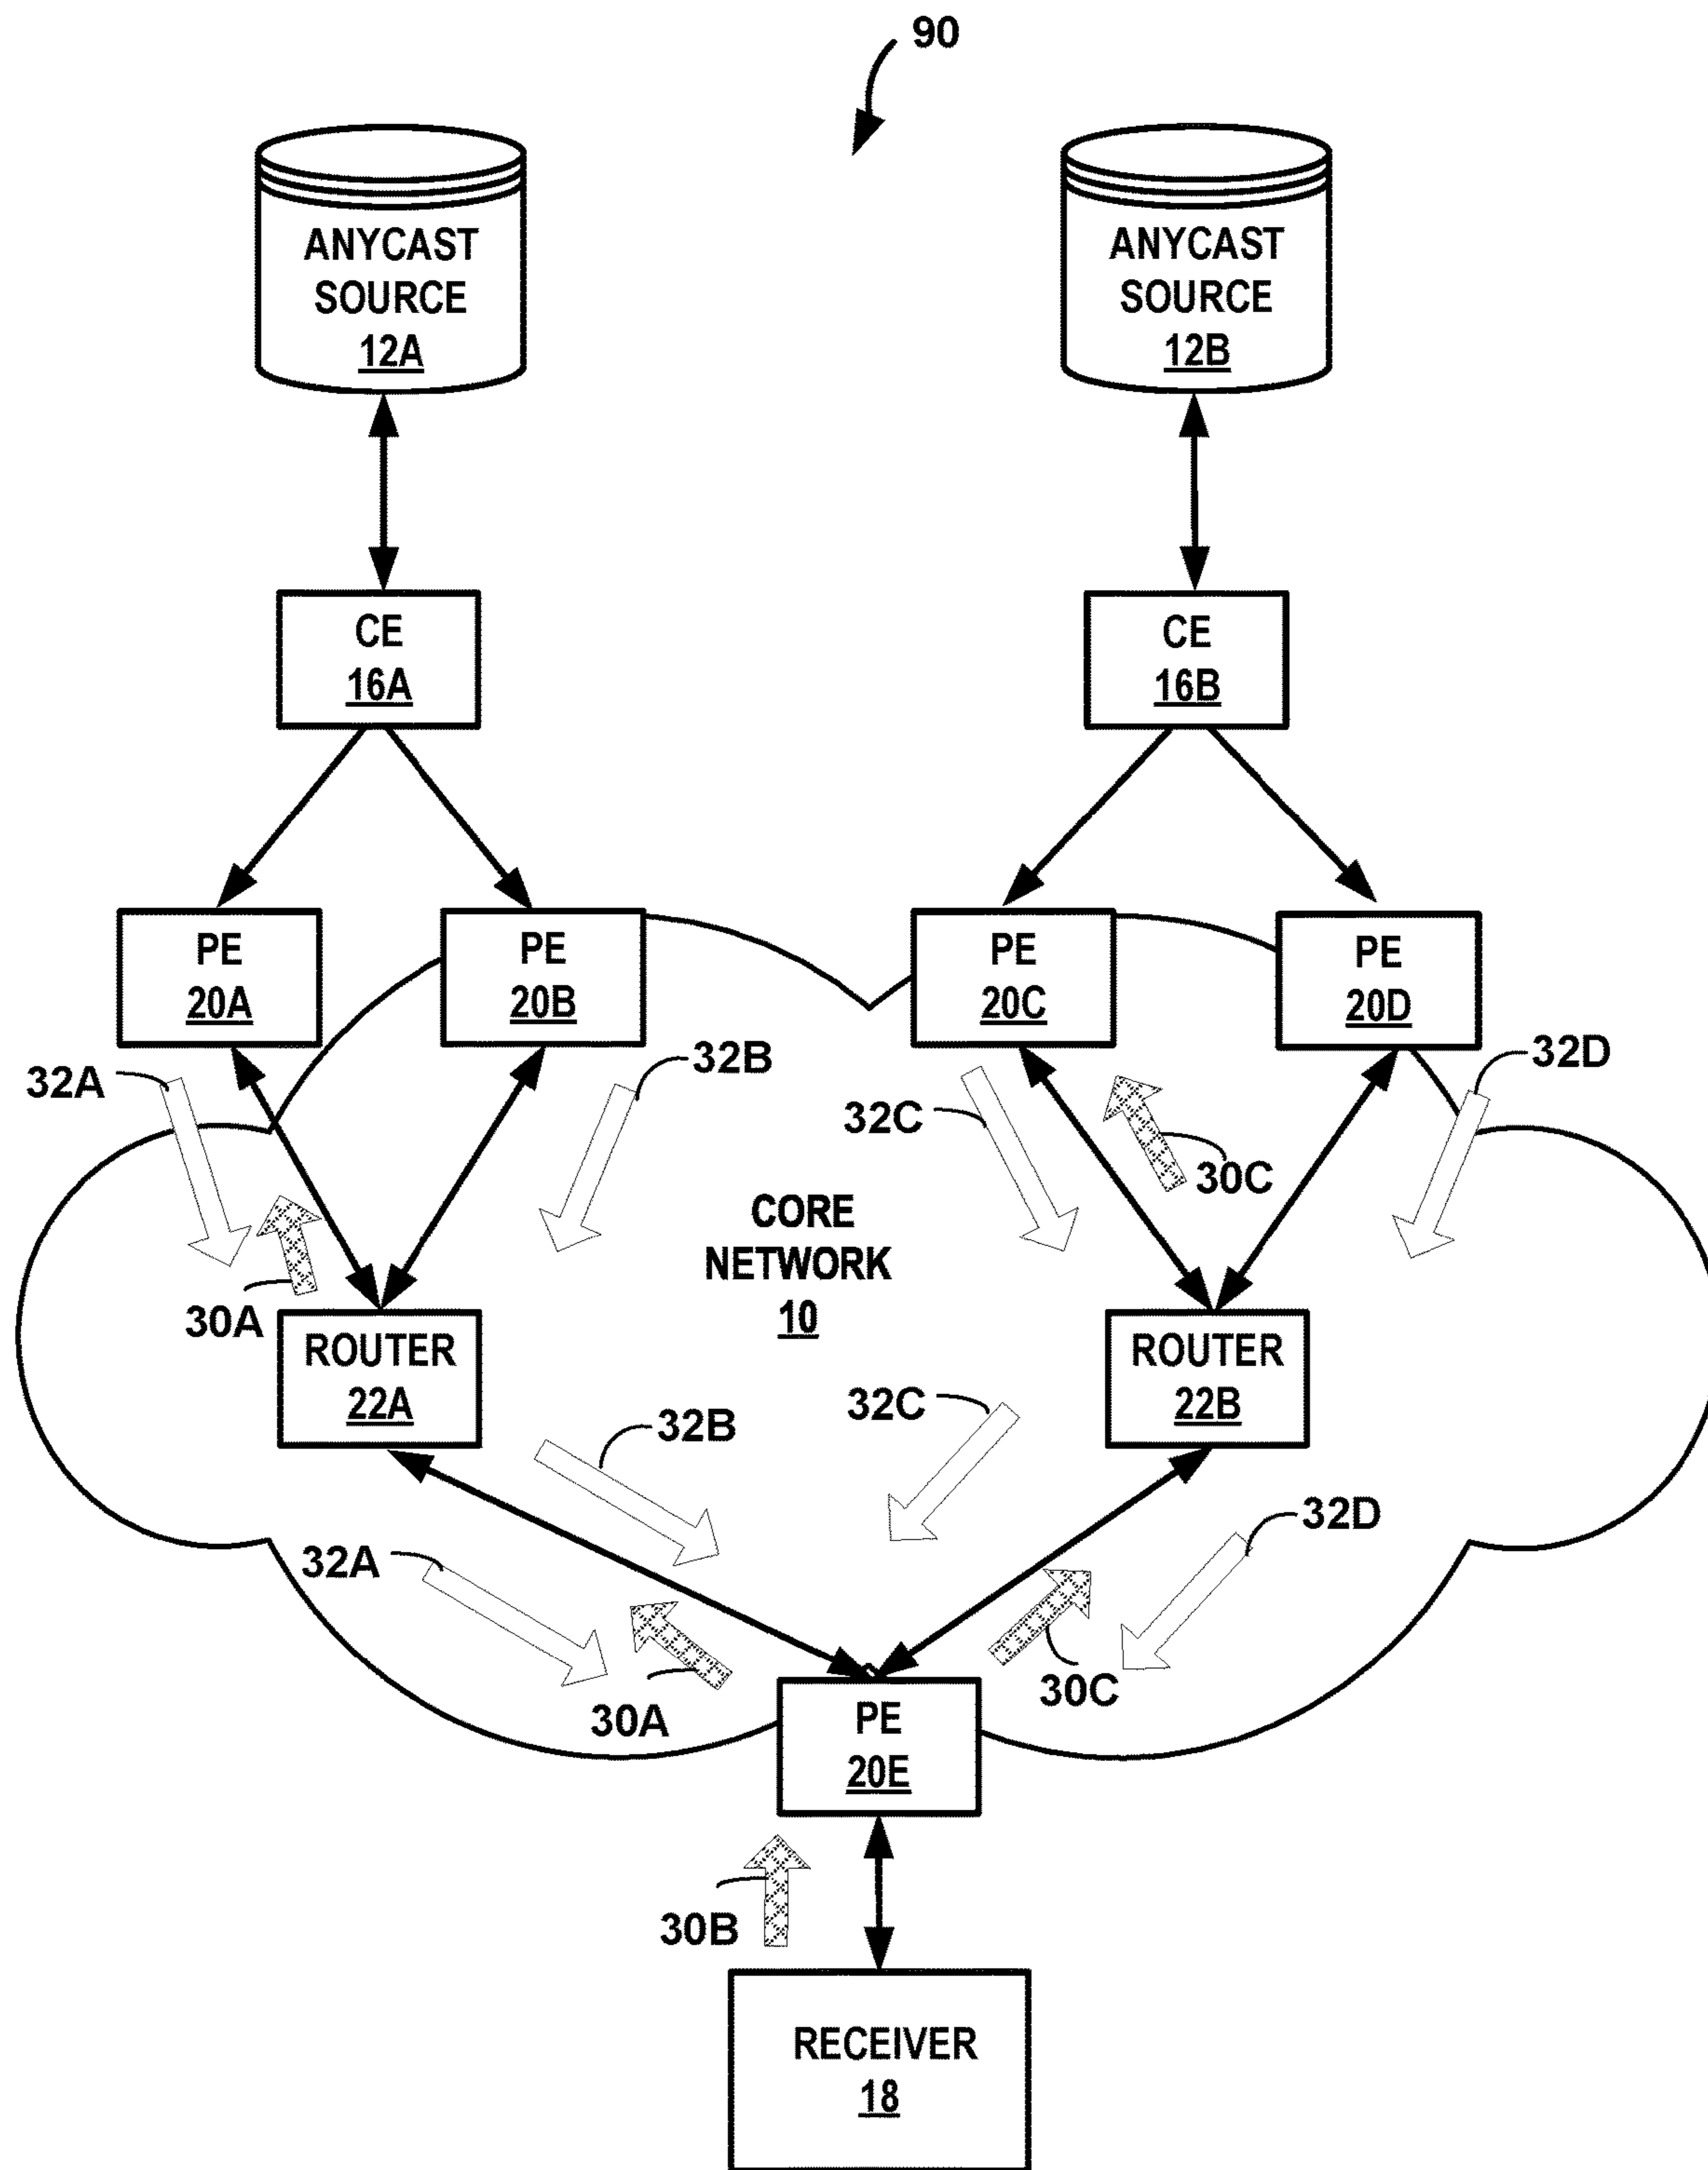 90
ANYCAST
SOURCE
12A
ANYCAST
SOURCE
12B
CE
16A
CE
16B
PE
20A
PE
20B
PE
20C
PE
20D
32A
32B
32C
30C
32D
30A
CORE
NETWORK
10
ROUTER
22A
ROUTER
22B
32B
32C
32A
32D
30A
30C
PE
20E
30B
RECEIVER
18